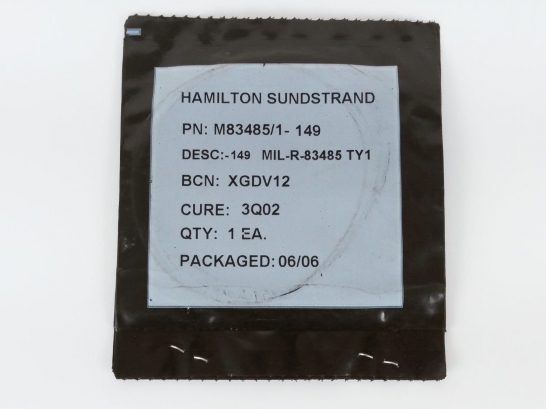 HAMILTON SUNDSTRAND
PN: M83485/1- 149
DESC:-149 MIL-R-83485 TY1
BCN: XGDV12
CURE: 3Q02
QTY: 1 EA.
PACKAGED: 06/06